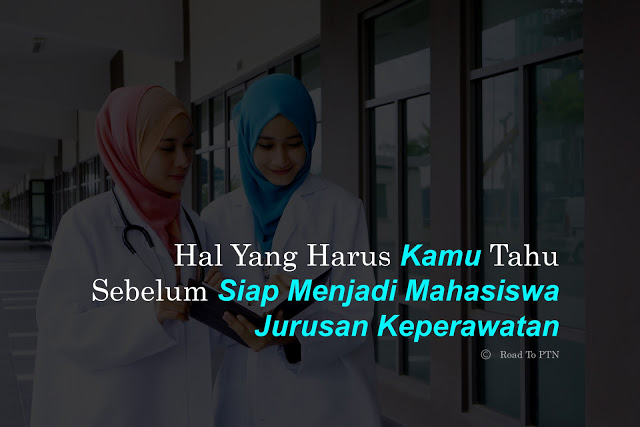 Hal Yang Harus Kamu Tahu
Sebelum Siap Menjadi Mahasiswa
Jurusan Keperawatan
© Road To PTN